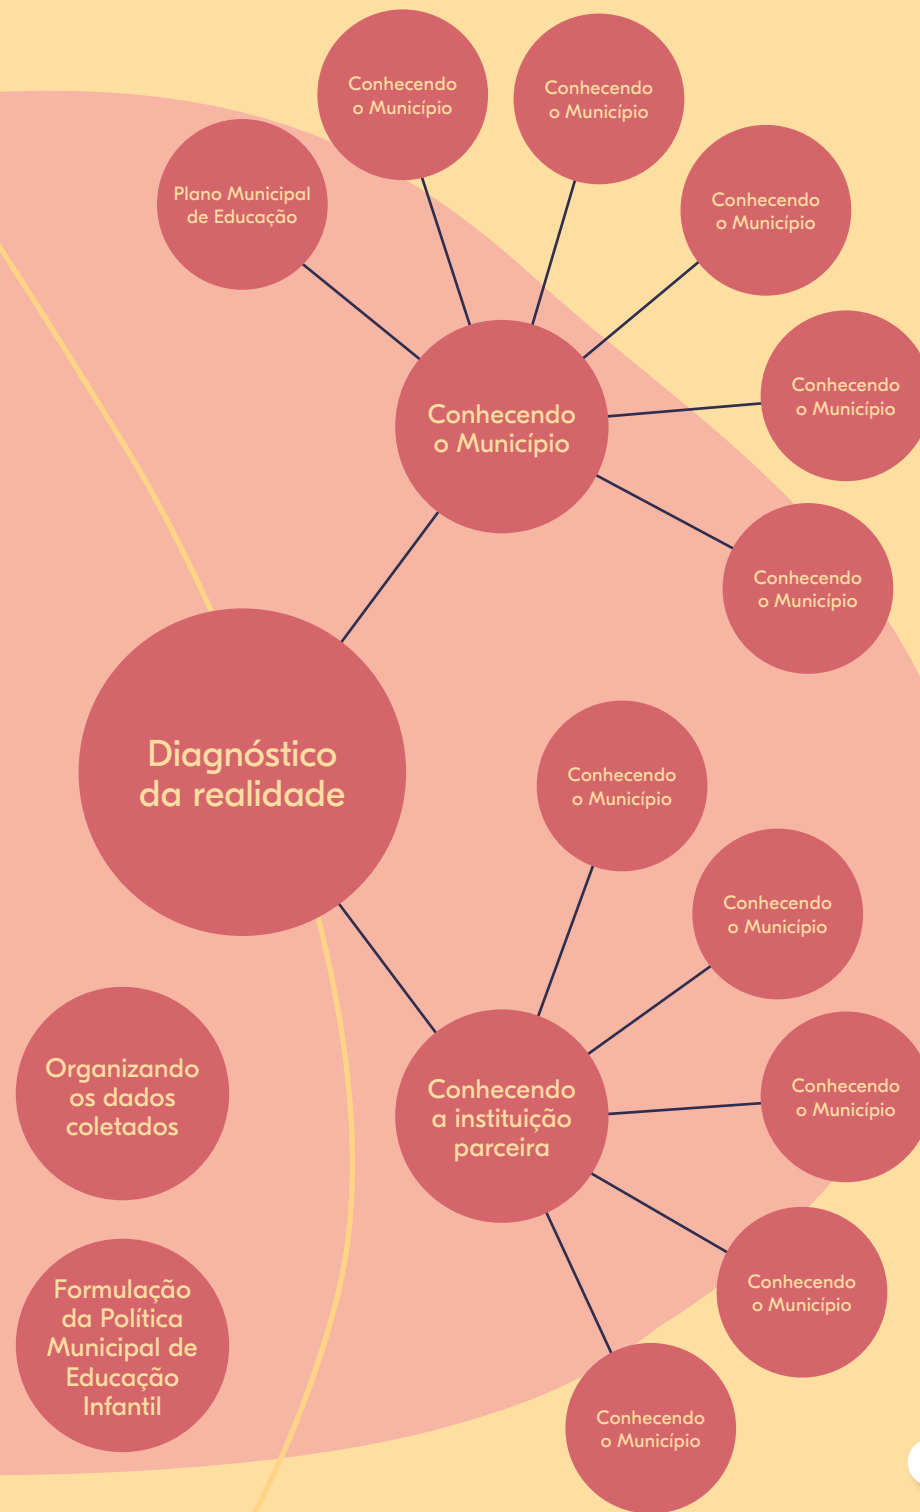 Conhecendo
o Município
Conhecendo
o Município
Plano Municipal
de Educação
Conhecendo
o Município
Conhecendo
o Município
Conhecendo
o Município
Conhecendo
o Município
Diagnóstico
da realidade
Conhecendo
o Município
Conhecendo
o Município
Conhecendo
a instituição
parceira
Conhecendo
o Município
Conhecendo
o Município
Conhecendo
o Município
Organizando
os dados
coletados
Formulação
da Política
Municipal de
Educação
Infantil